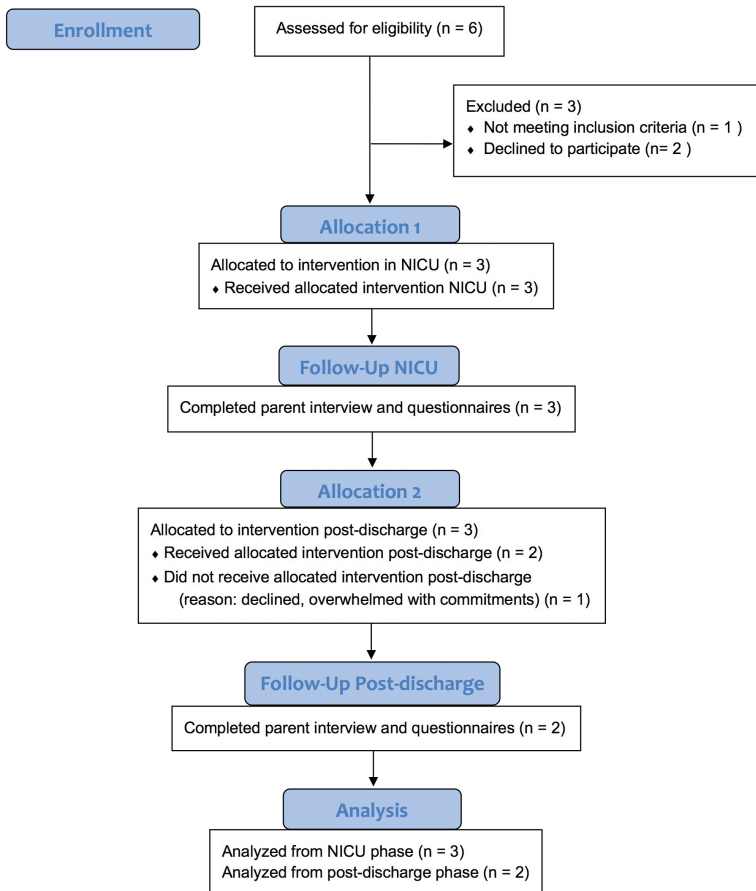 Enrollment
Assessed for eligibility (n = 6)
Excluded (n = 3)
♦ Not meeting inclusion criteria (n = 1 )
♦ Declined to participate (n= 2 )
Allocation 1
Allocated to intervention in NICU (n = 3)
♦ Received allocated intervention NICU (n = 3)
Follow-Up NICU
Completed parent interview and questionnaires (n = 3)
Allocation 2
Allocated to intervention post-discharge (n = 3)
♦ Received allocated intervention post-discharge (n = 2)
♦ Did not receive allocated intervention post-discharge
(reason: declined, overwhelmed with commitments) (n = 1)
Follow-Up Post-discharge
Completed parent interview and questionnaires (n = 2)
Analysis
Analyzed from NICU phase (n = 3)
Analyzed from post-discharge phase (n = 2)